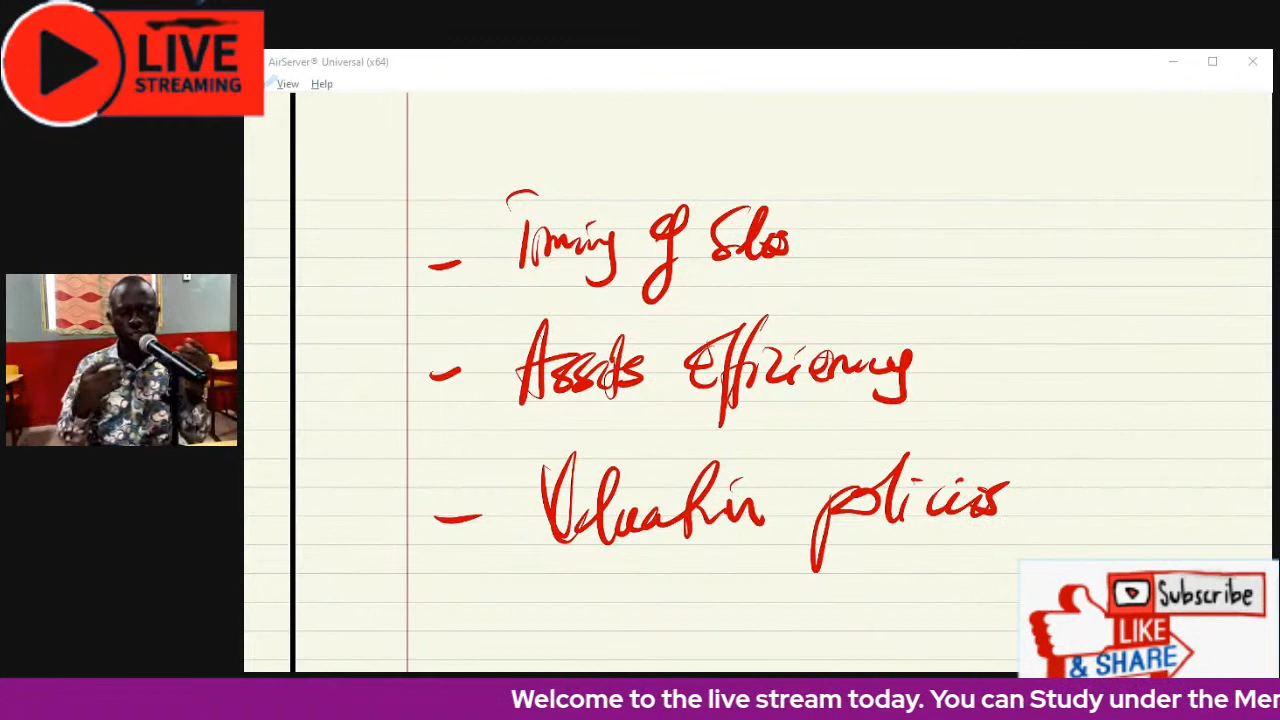 LIVE
STREAMING
AirServer® Universal (x64)
View Help
- Timing of Sales
- Assets Efficiency
- Valuation policies
Subscribe
LIKE
& SHARE
Welcome to the live stream today. You can Study under the Mer